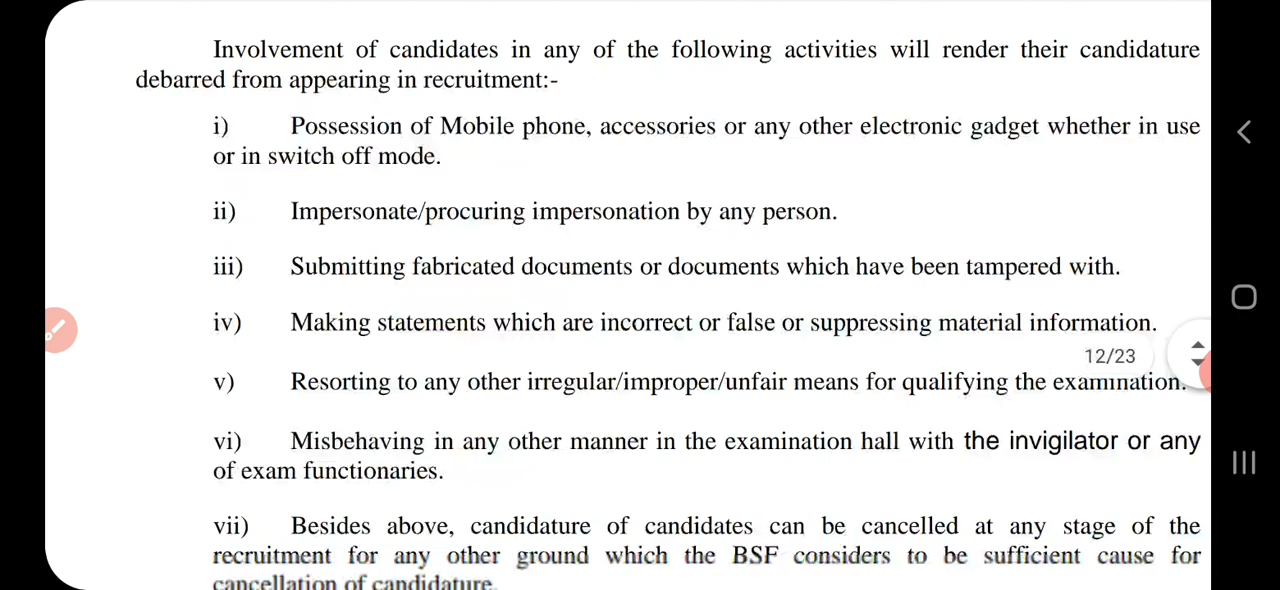 Involvement of candidates in any of the following activities will render their candidature
debarred from appearing in recruitment:-
i) Possession of Mobile phone, accessories or any other electronic gadget whether in use
or in switch off mode.
ii) Impersonate/procuring impersonation by any person.
iii) Submitting fabricated documents or documents which have been tampered with.
iv) Making statements which are incorrect or false or suppressing material information.
12/23
v) Resorting to any other irregular/improper/unfair means for qualifying the examination.
vi) Misbehaving in any other manner in the examination hall with the invigilator or any
of exam functionaries.
vii) Besides above, candidature of candidates can be cancelled at any stage of the
recruitment for any other ground which the BSF considers to be sufficient cause for
cancellation of candidature.